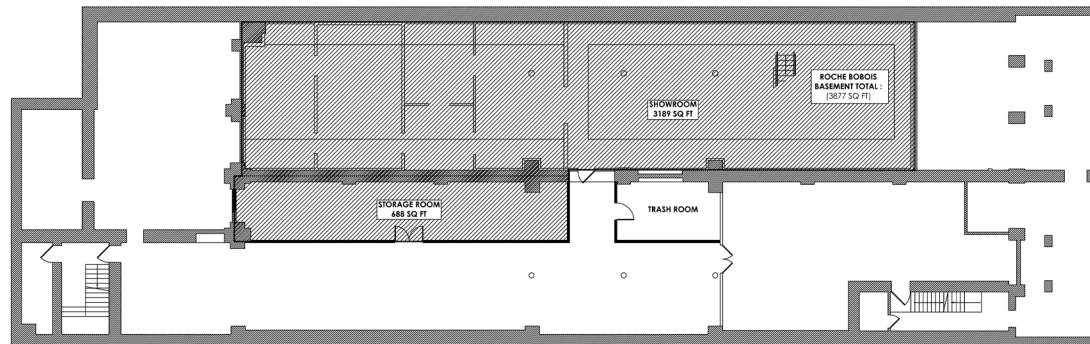 ROCHE BOBOIS
BASEMENT TOTAL :
(3877 SQ FT)
SHOWROOM
3189 SQ FT
STORAGE ROOM
688 SQ FT
TRASH ROOM